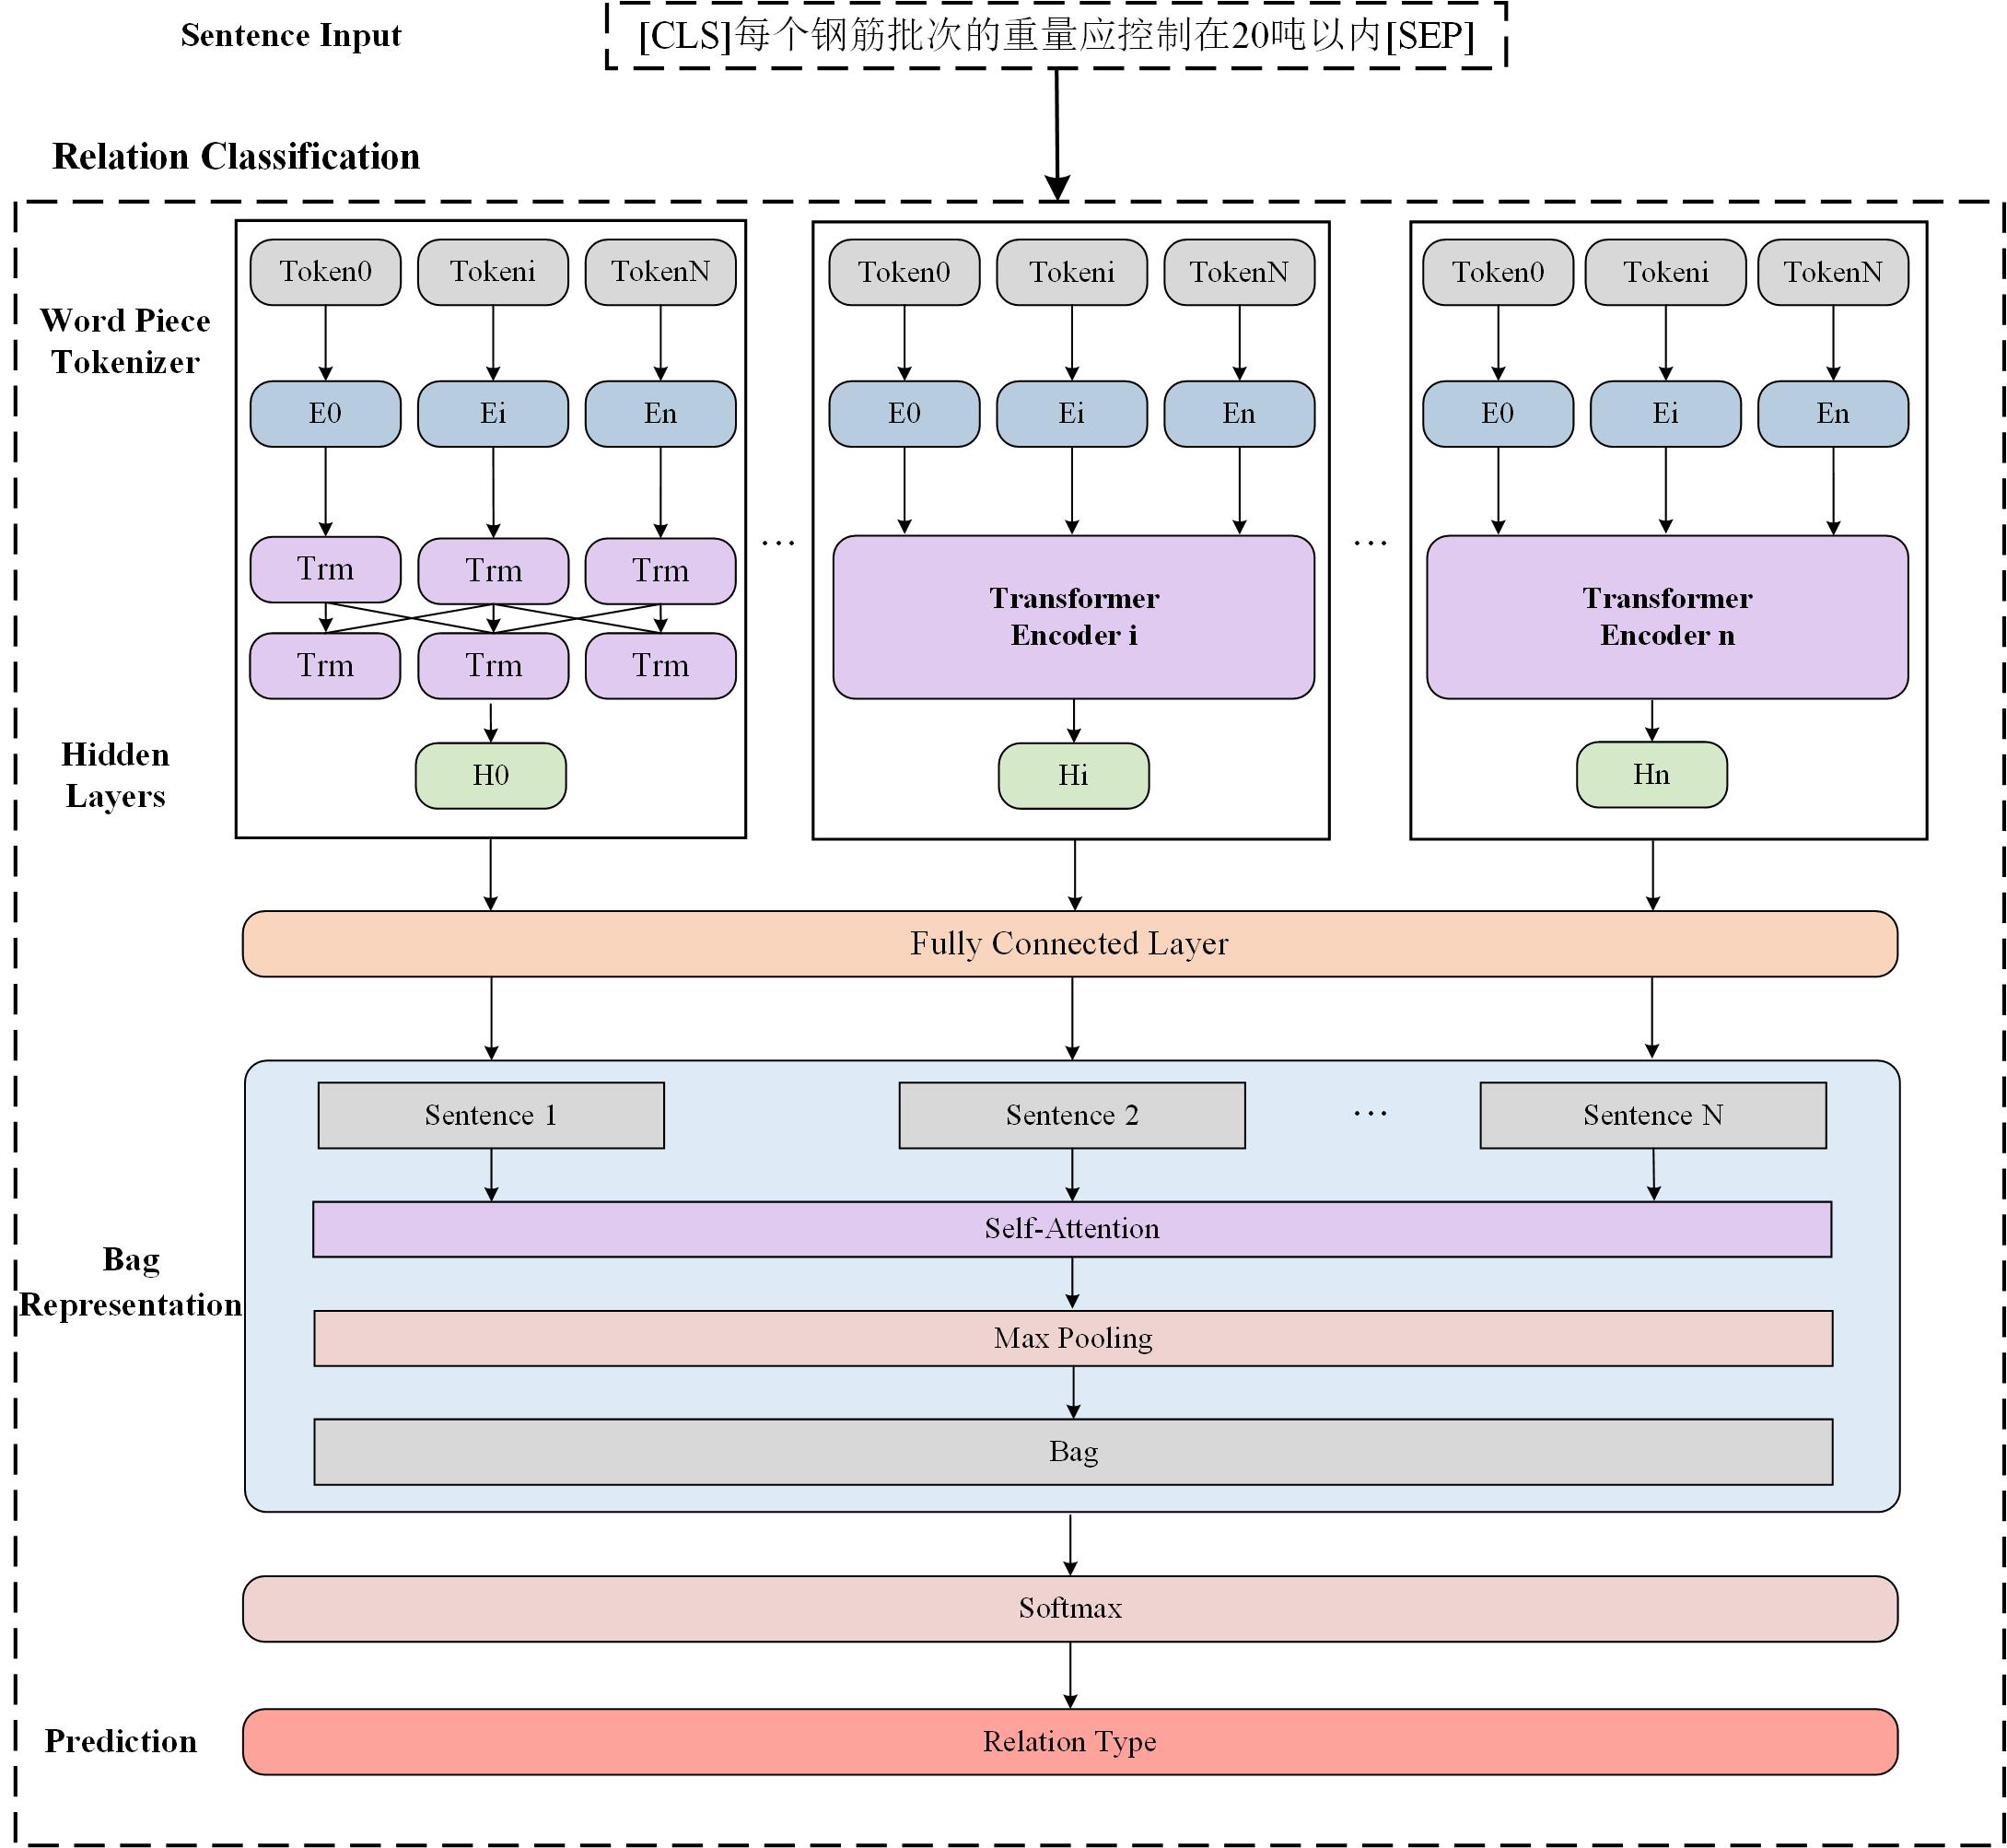 Sentence Input
[CLS]每个钢筋批次的重量应控制在20吨以内[SEP]
Relation Classification
Word Piece
Tokenizer
Token0 Tokeni TokenN
Token0 Tokeni TokenN
Token0 Tokeni TokenN
E0 Ei En
E0 Ei En
E0 Ei En
Trm Trm Trm
...
Transformer
Encoder i
...
Transformer
Encoder n
Trm Trm Trm
Hidden
Layers
H0
Hi
Hn
Fully Connected Layer
Sentence 1
Sentence 2
...
Sentence N
Self-Attention
Bag
Representation
Max Pooling
Bag
Softmax
Prediction
Relation Type